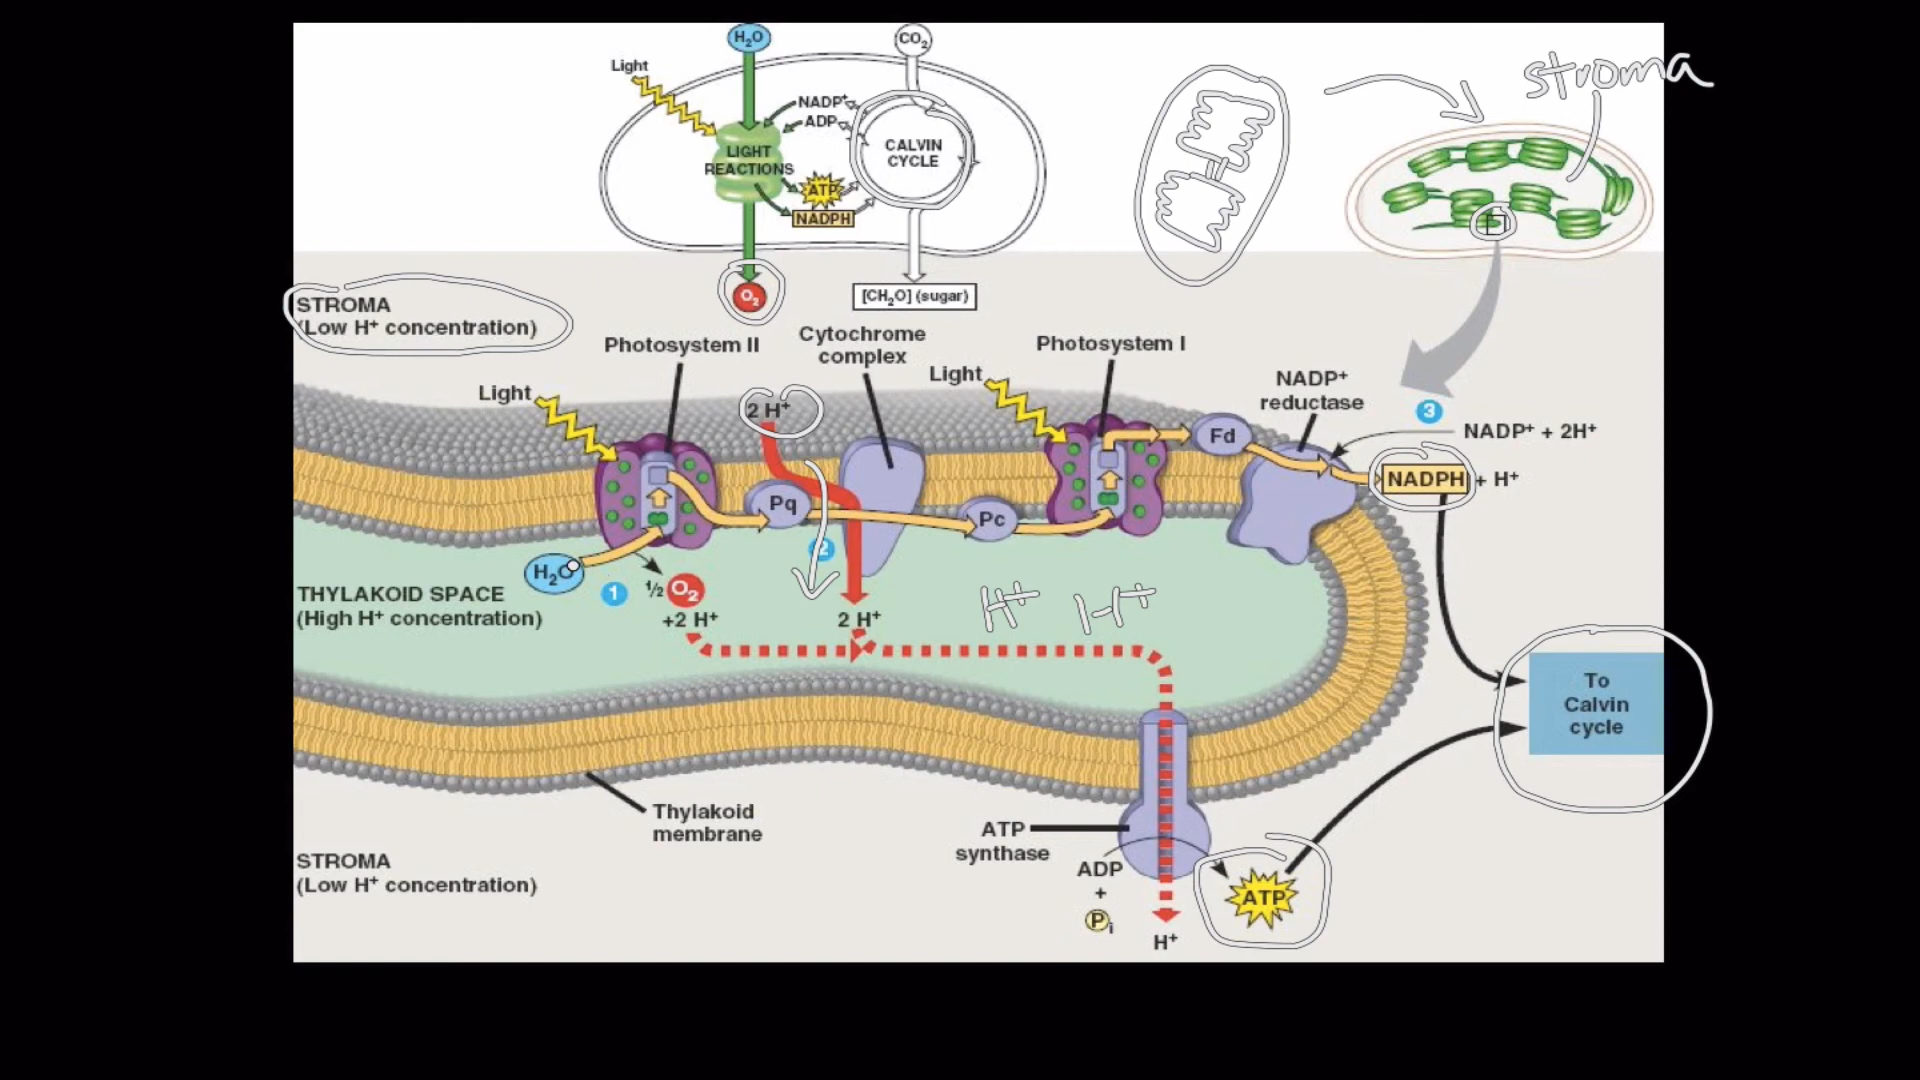 H₂O
CO₂
Light
NADP⁺
ADP
LIGHT
REACTIONS
CALVIN
CYCLE
ATP
NADPH
O₂
[CH₂O] (sugar)
stroma
STROMA
(Low H⁺ concentration)
Photosystem II
Cytochrome
complex
Photosystem I
Light
Light
NADP⁺
reductase
2 H⁺
Fd
3
NADP⁺ + 2H⁺
NADPH + H⁺
Pq
Pc
2
H₂O
THYLAKOID SPACE
(High H⁺ concentration)
1
½ O₂
+2 H⁺
2 H⁺
H⁺ H⁺
To
Calvin
cycle
Thylakoid
membrane
STROMA
(Low H⁺ concentration)
ATP
synthase
ADP
+
Pᵢ
ATP
H⁺